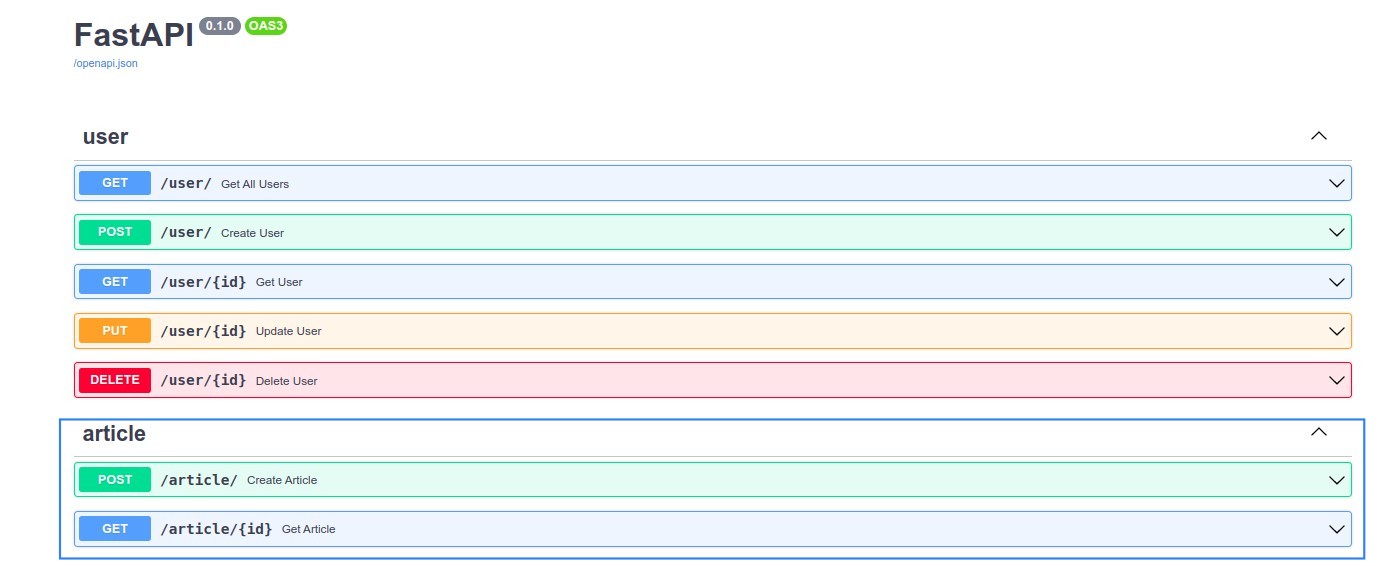 FastAPI 0.1.0 OAS3
/openapi.json
user
GET /user/ Get All Users
POST /user/ Create User
GET /user/{id} Get User
PUT /user/{id} Update User
DELETE /user/{id} Delete User
article
POST /article/ Create Article
GET /article/{id} Get Article